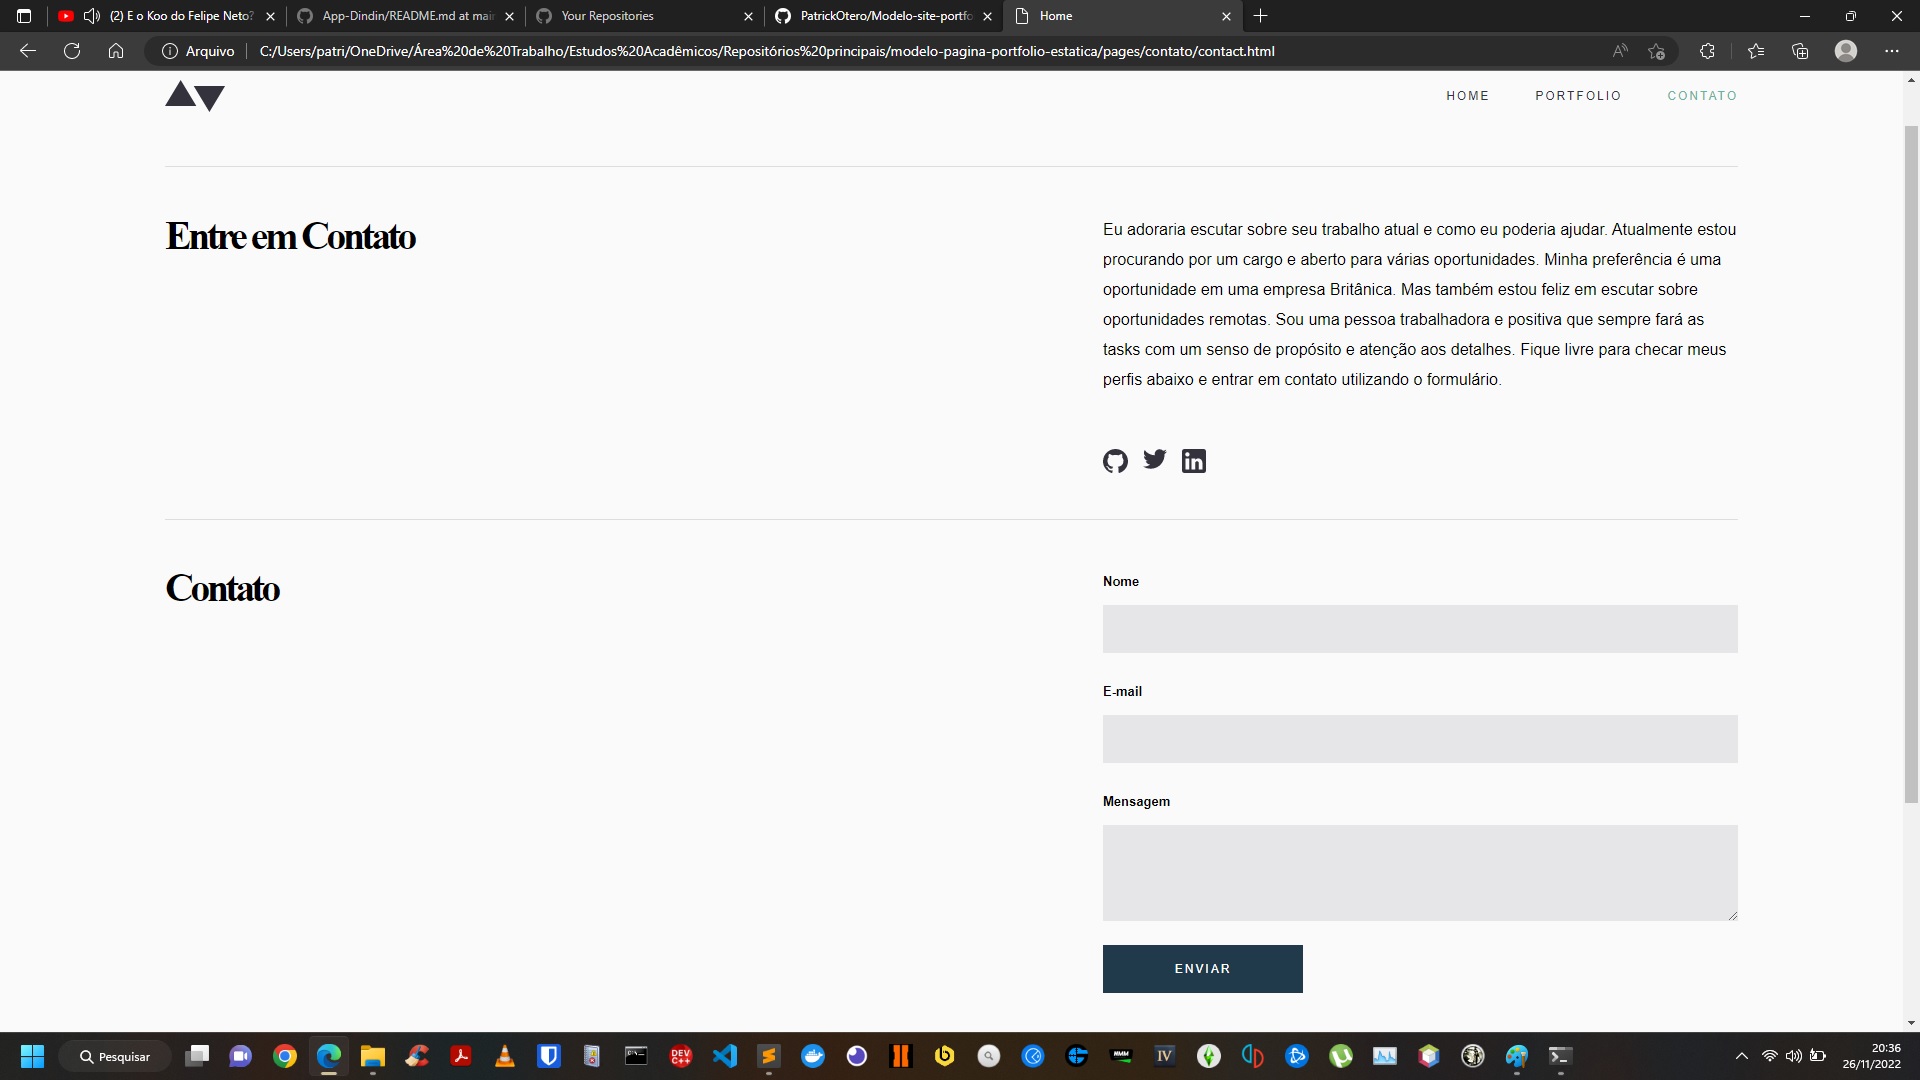 (2) E o Koo do Felipe Neto?
App-Dindin/README.md at mair
Your Repositories
PatrickOtero/Modelo-site-portfo
Home
Arquivo
C:/Users/patri/OneDrive/Área%20de%20Trabalho/Estudos%20Acadêmicos/Repositórios%20principais/modelo-pagina-portfolio-estatica/pages/contato/contact.html
HOME
PORTFOLIO
CONTATO
Entre em Contato
Eu adoraria escutar sobre seu trabalho atual e como eu poderia ajudar. Atualmente estou
procurando por um cargo e aberto para várias oportunidades. Minha preferência é uma
oportunidade em uma empresa Britânica. Mas também estou feliz em escutar sobre
oportunidades remotas. Sou uma pessoa trabalhadora e positiva que sempre fará as
tasks com um senso de propósito e atenção aos detalhes. Fique livre para checar meus
perfis abaixo e entrar em contato utilizando o formulário.
in
Contato
Nome
E-mail
Mensagem
ENVIAR
Pesquisar
DEV
C++
IV
20:36
26/11/2022